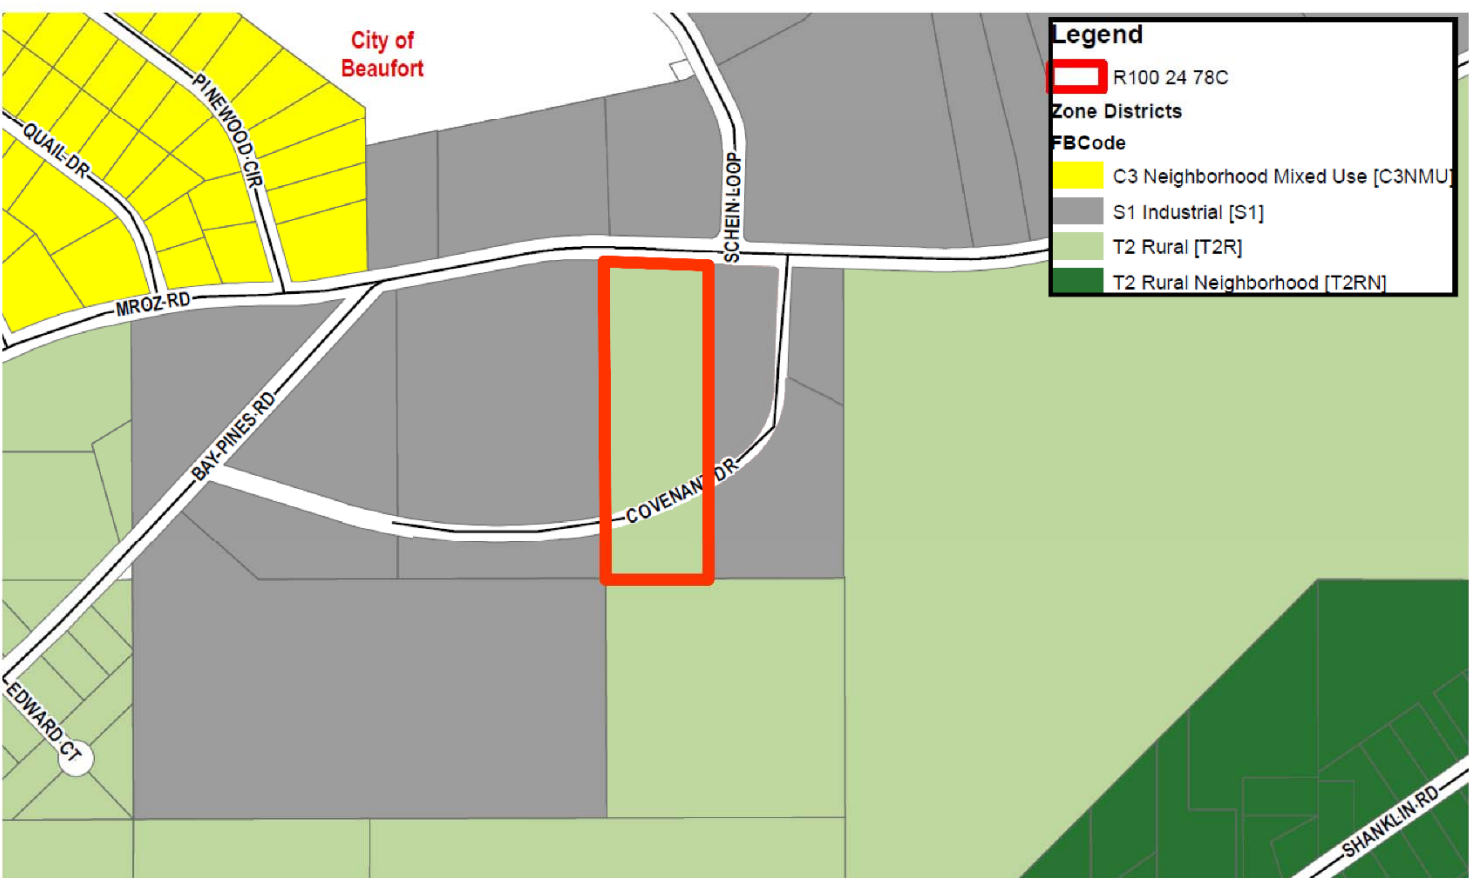 City of
Beaufort
Legend
R100 24 78C
Zone Districts
FBCode
C3 Neighborhood Mixed Use [C3NMU]
S1 Industrial [S1]
T2 Rural [T2R]
T2 Rural Neighborhood [T2RN]
PINEWOOD CIR
QUAIL DR
SCHEIN LOOP
MROZ RD
BAY PINES RD
COVENANT DR
EDWARD CT
SHANKLIN RD